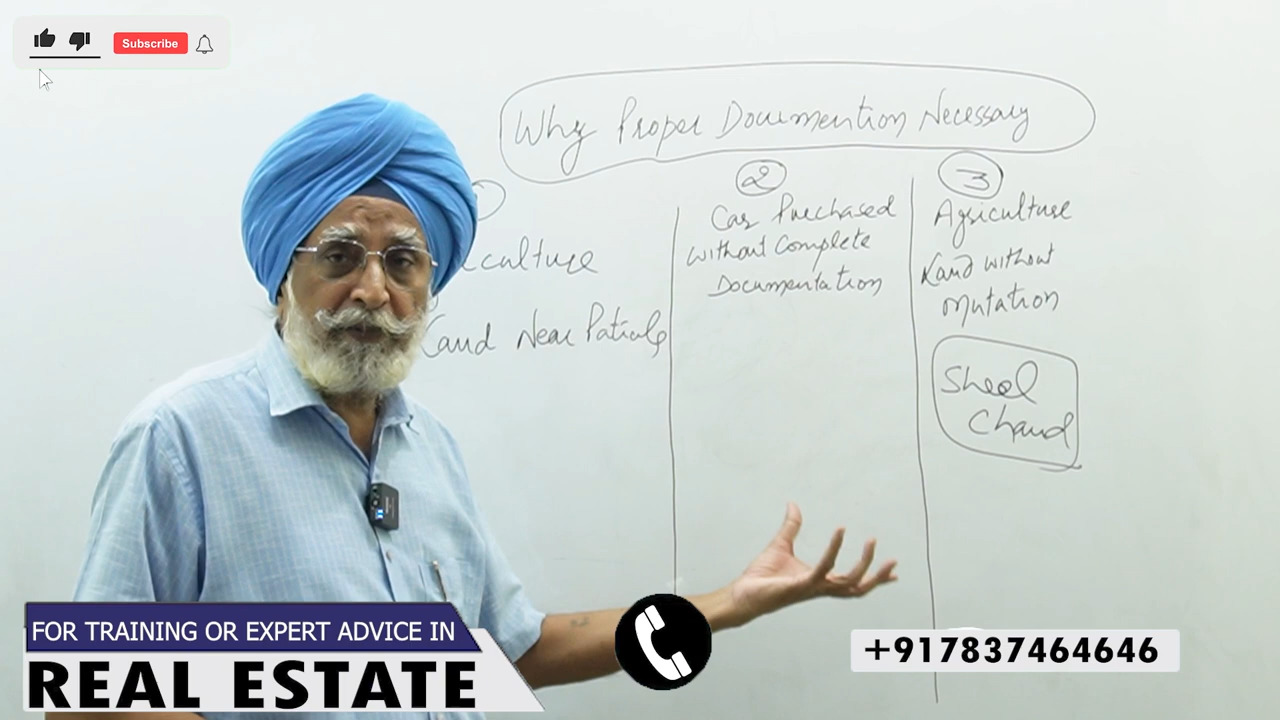 Subscribe
Why Proper Documention Necessary
2
3
culture
Land Near Patiala
Car Purchased
without Complete
Documentation
Agriculture
Land without
mutation
Sheel
Chand
FOR TRAINING OR EXPERT ADVICE IN
REAL ESTATE
+917837464646